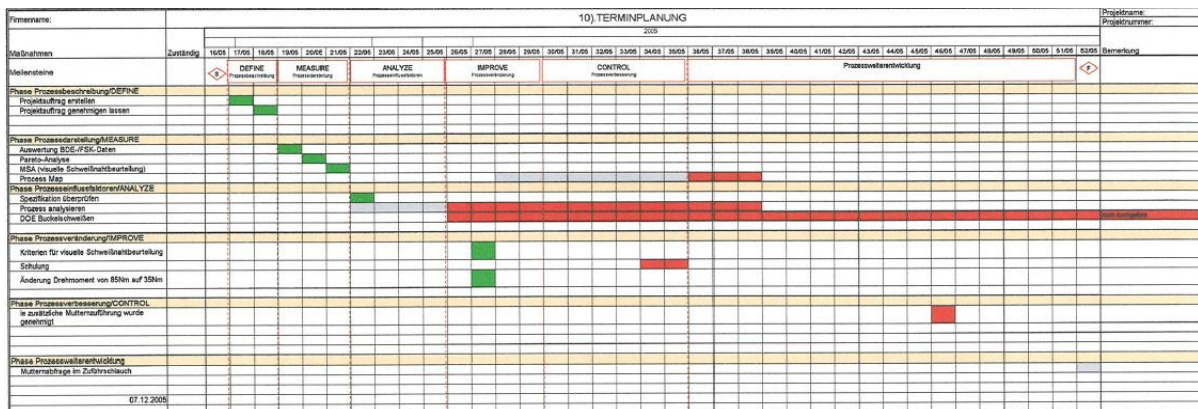 Firmenname:
10).TERMINPLANUNG
Projektname:
Projektnummer:
2005
Maßnahmen Zuständig 16/05 17/05 18/05 19/05 20/05 21/05 22/05 23/05 24/05 25/05 26/05 27/05 28/05 29/05 30/05 31/05 32/05 33/05 34/05 35/05 36/05 37/05 38/05 39/05 40/05 41/05 42/05 43/05 44/05 45/05 46/05 47/05 48/05 49/05 50/05 51/05 52/05 Bemerkung
Meilensteine
DEFINE MEASURE ANALYZE IMPROVE CONTROL Prozessweiterentwicklung F
Prozessbeschreibung Prozessdarstellung Prozesseinflussfaktoren Prozessveränderung Prozessverbesserung
Phase Prozessbeschreibung/DEFINE
Projektauftrag erstellen
Projektauftrag genehmigen lassen
Phase Prozessdarstellung/MEASURE
Auswertung BDE-/FSK-Daten
Pareto-Analyse
MSA (visuelle Schweißnahtbeurteilung)
Process Map
Phase Prozesseinflussfaktoren/ANALYZE
Spezifikation überprüfen
Prozess analysieren
DOE Buckelschweißen
Phase Prozessveränderung/IMPROVE
Kriterien für visuelle Schweißnahtbeurteilung
Schulung
Änderung Drehmoment von 85Nm auf 35Nm
Phase Prozessverbesserung/CONTROL
ie zusätzliche Mutternzuführung wurde
genehmigt
Phase Prozessweiterentwicklung
Mutternabfrage im Zuführschlauch
07.12.2005